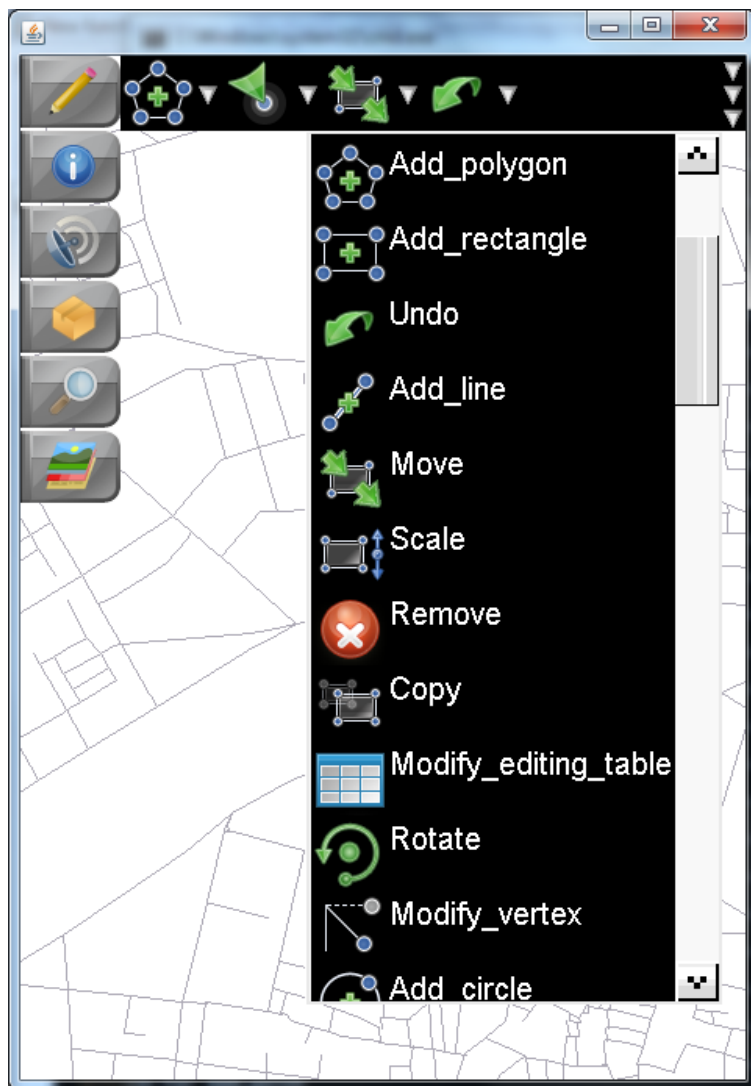 Add_polygon
Add_rectangle
Undo
Add_line
Move
Scale
Remove
Copy
Modify_editing_table
Rotate
Modify_vertex
Add_circle